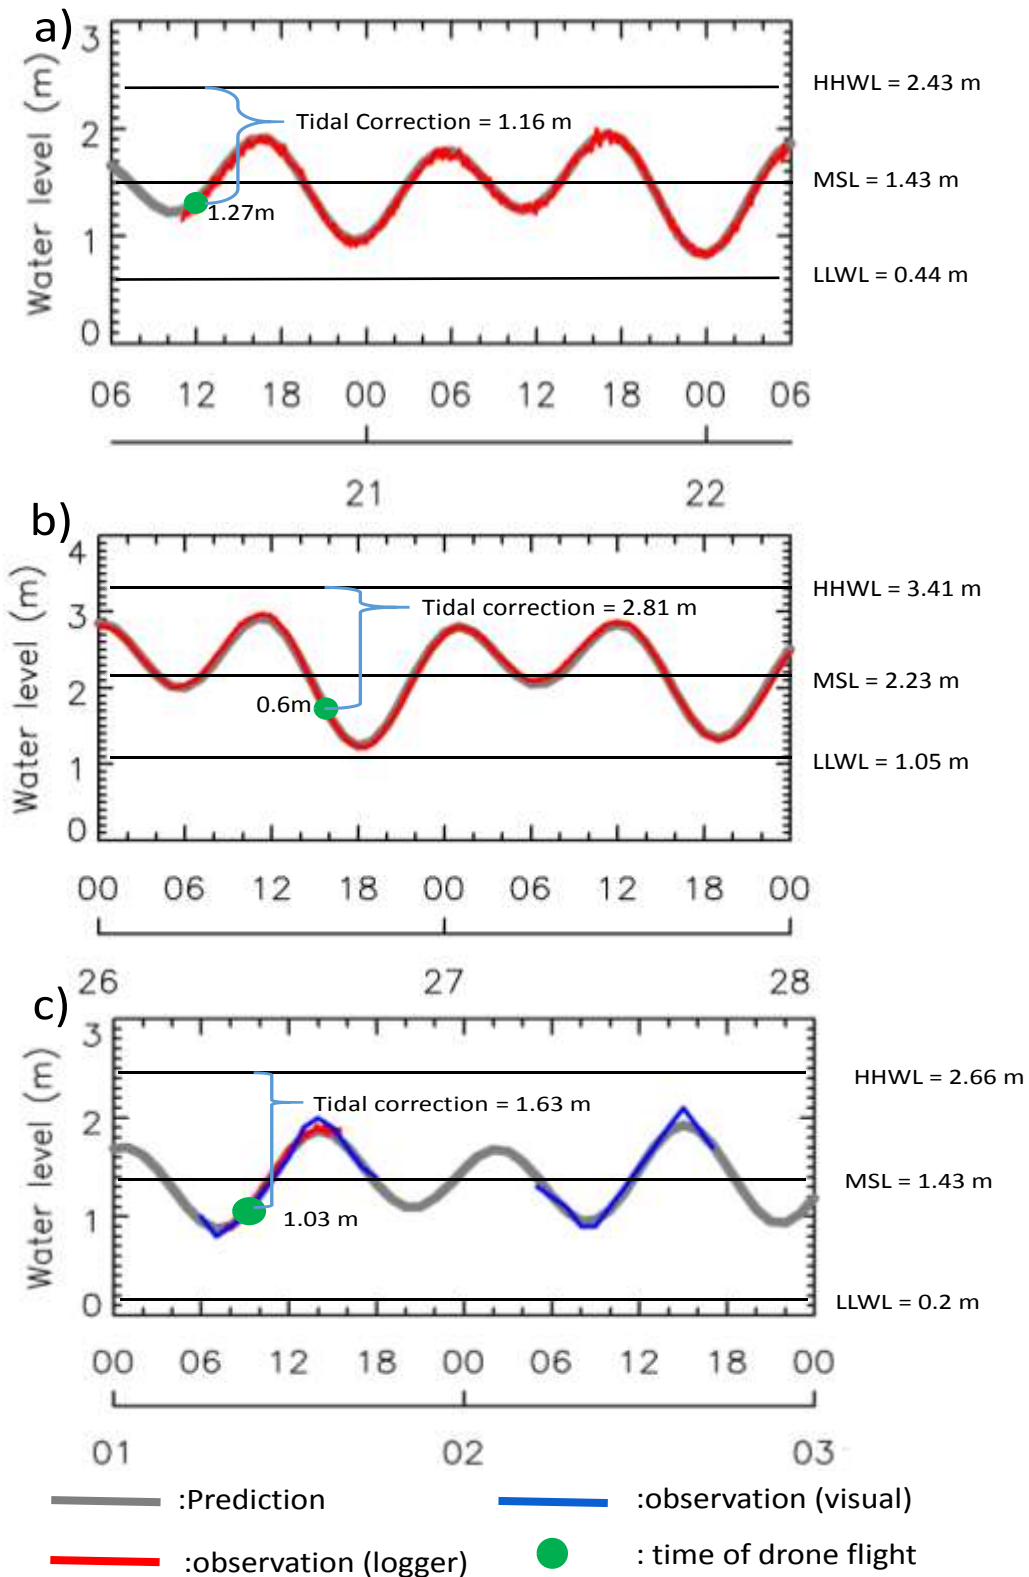 a)
3
2
1
0
Water level (m)
HHWL = 2.43 m
Tidal Correction = 1.16 m
MSL = 1.43 m
1.27m
LLWL = 0.44 m
06 12 18 00 06 12 18 00 06
21 22
b)
4
3
2
1
0
Water level (m)
HHWL = 3.41 m
Tidal correction = 2.81 m
MSL = 2.23 m
0.6m
LLWL = 1.05 m
00 06 12 18 00 06 12 18 00
26 27 28
c)
3
2
1
0
Water level (m)
HHWL = 2.66 m
Tidal correction = 1.63 m
MSL = 1.43 m
1.03 m
LLWL = 0.2 m
00 06 12 18 00 06 12 18 00
01 02 03
:Prediction :observation (visual)
:observation (logger) : time of drone flight